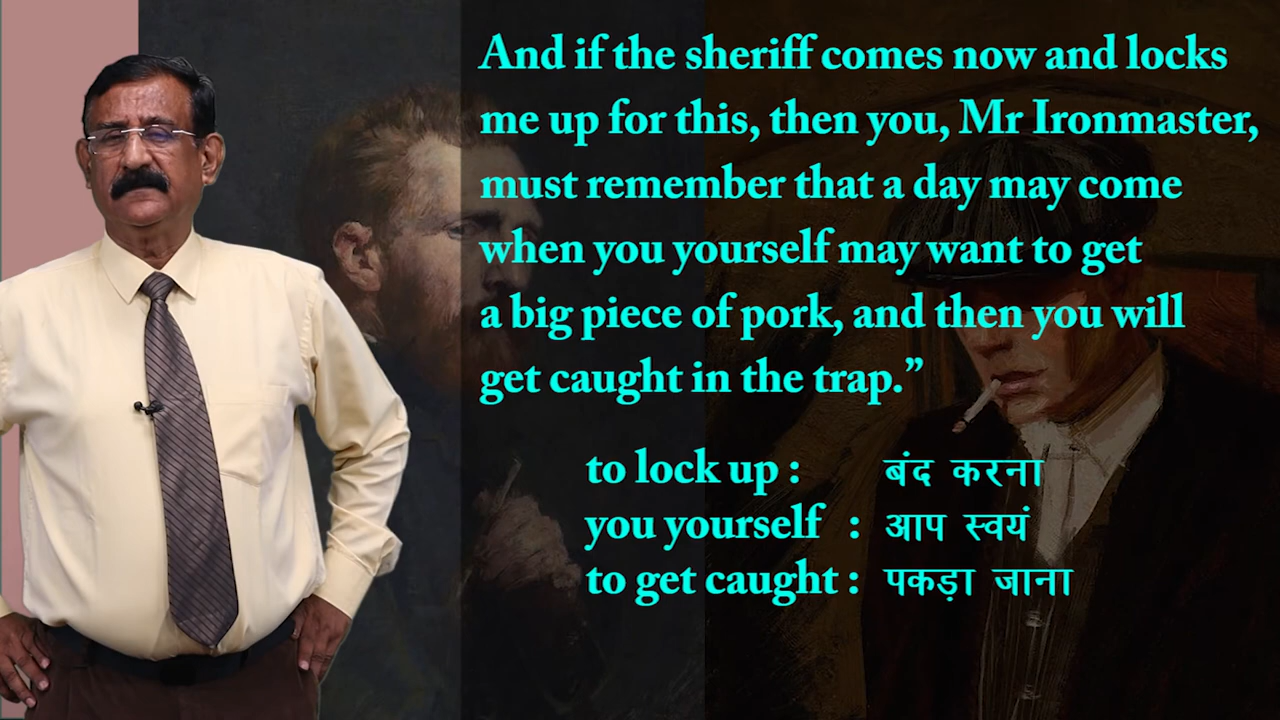 And if the sheriff comes now and locks
me up for this, then you, Mr Ironmaster,
must remember that a day may come
when you yourself may want to get
a big piece of pork, and then you will
get caught in the trap.”
to lock up : बंद करना
you yourself : आप स्वयं
to get caught : पकड़ा जाना